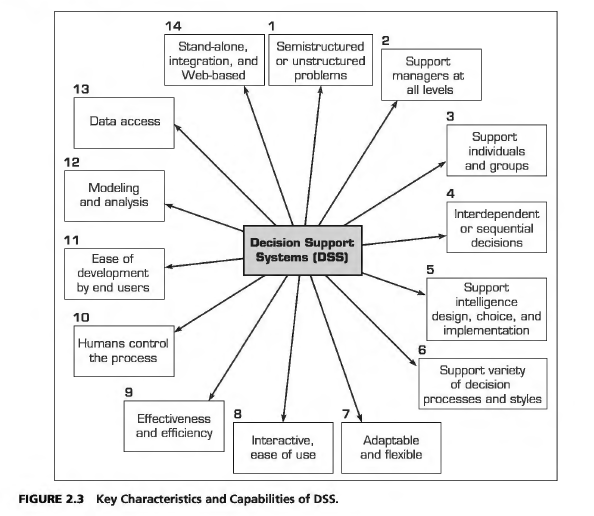 14
Stand-alone,
integration, and
Web-based
1
Semistructured
or unstructured
problems
2
Support
managers at
all levels
3
Support
individuals
and groups
4
Interdependent
or sequential
decisions
5
Support
intelligence
design, choice, and
implementation
6
Support variety
of decision
processes and styles
7
Adaptable
and flexible
8
Interactive,
ease of use
9
Effectiveness
and efficiency
10
Humans control
the process
11
Ease of
development
by end users
12
Modeling
and analysis
13
Data access
Decision Support
Systems (DSS)
FIGURE 2.3 Key Characteristics and Capabilities of DSS.